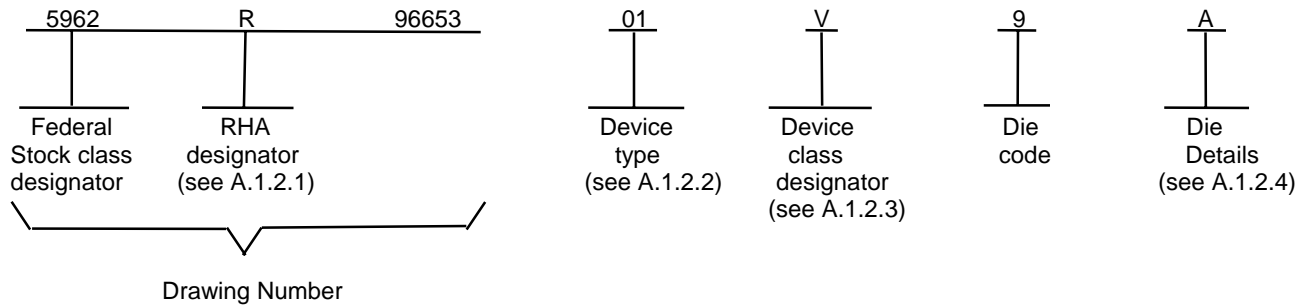 5962 R 96653 01 V 9 A
Federal RHA Device Device Die Die
Stock class designator type class code Details
designator (see A.1.2.1) (see A.1.2.2) designator (see A.1.2.4)
(see A.1.2.3)
Drawing Number